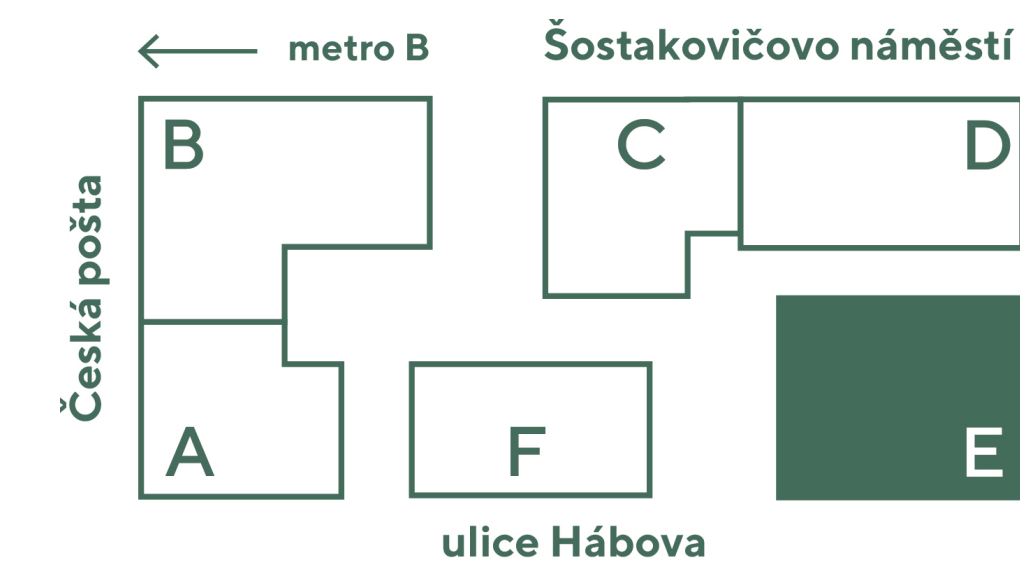 metro B
Šostakovičovo náměstí
B
C
D
Česká pošta
A
F
E
ulice Hábova